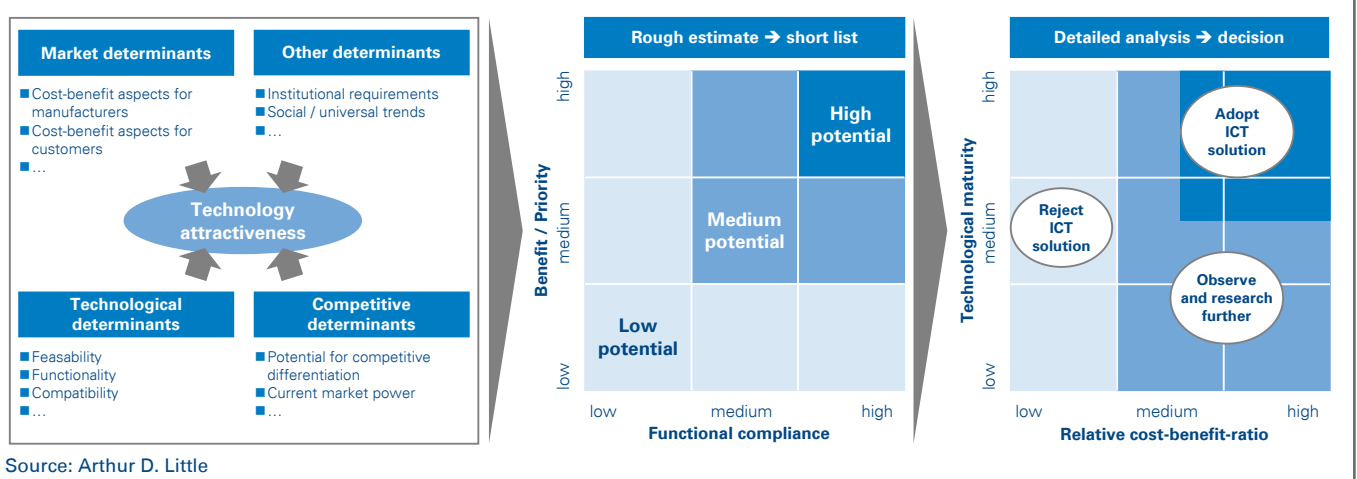 Market determinants
■ Cost-benefit aspects for
manufacturers
■ Cost-benefit aspects for
customers
■ …
Other determinants
■ Institutional requirements
■ Social / universal trends
■ …
Technology
attractiveness
Technological
determinants
■ Feasability
■ Functionality
■ Compatibility
■ …
Competitive
determinants
■ Potential for competitive
differentiation
■ Current market power
■ …
Rough estimate ➔ short list
Benefit / Priority
high
medium
low
High
potential
Medium
potential
Low
potential
low
medium
high
Functional compliance
Detailed analysis ➔ decision
Technological maturity
high
medium
low
Adopt
ICT
solution
Reject
ICT
solution
Observe
and research
further
low
medium
high
Relative cost-benefit-ratio
Source: Arthur D. Little